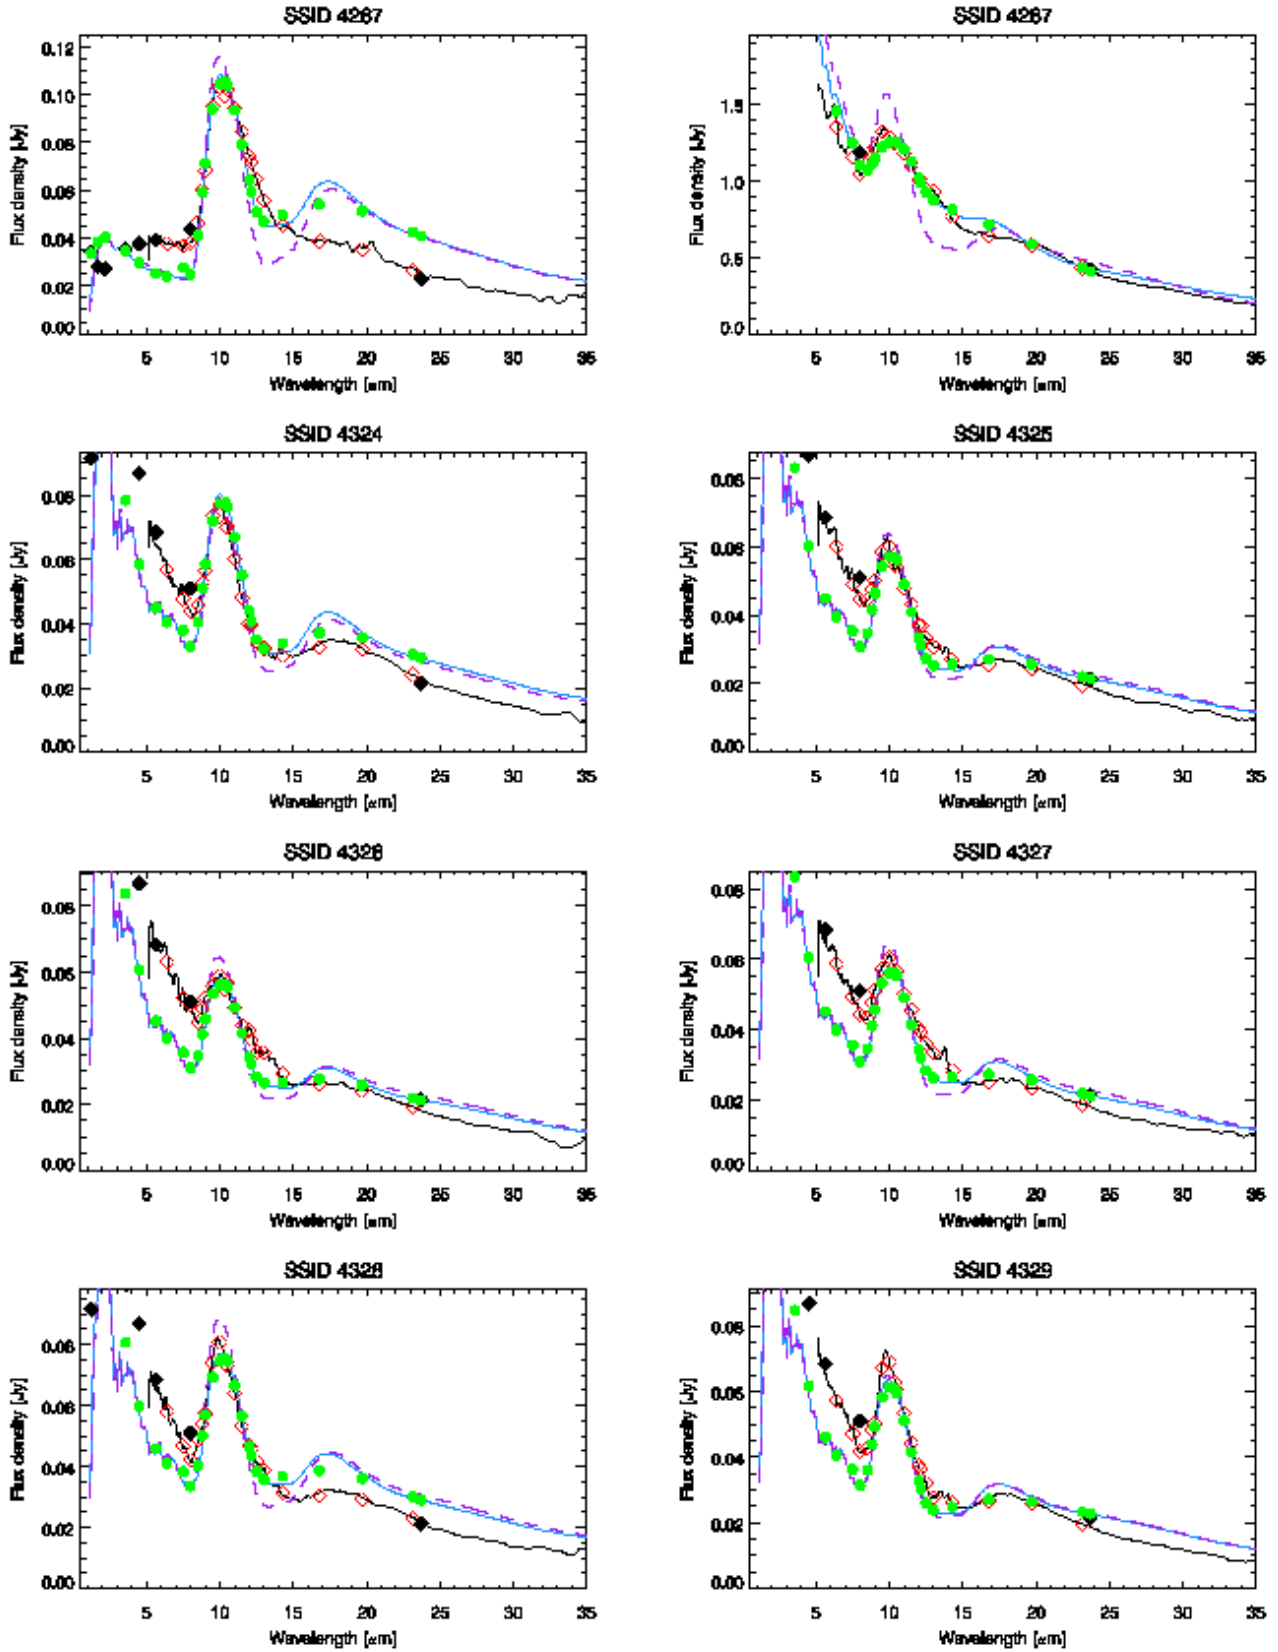 SSID 4267
0.12
0.10
0.08
0.06
0.04
0.02
0.00
Flux density [Jy]
5 10 15 20 25 30 35
Wavelength [μm]
SSID 4267
1.5
1.0
0.5
0.0
Flux density [Jy]
5 10 15 20 25 30 35
Wavelength [μm]
SSID 4324
0.08
0.06
0.04
0.02
0.00
Flux density [Jy]
5 10 15 20 25 30 35
Wavelength [μm]
SSID 4325
0.08
0.06
0.04
0.02
0.00
Flux density [Jy]
5 10 15 20 25 30 35
Wavelength [μm]
SSID 4326
0.08
0.06
0.04
0.02
0.00
Flux density [Jy]
5 10 15 20 25 30 35
Wavelength [μm]
SSID 4327
0.08
0.06
0.04
0.02
0.00
Flux density [Jy]
5 10 15 20 25 30 35
Wavelength [μm]
SSID 4328
0.08
0.06
0.04
0.02
0.00
Flux density [Jy]
5 10 15 20 25 30 35
Wavelength [μm]
SSID 4329
0.08
0.06
0.04
0.02
0.00
Flux density [Jy]
5 10 15 20 25 30 35
Wavelength [μm]